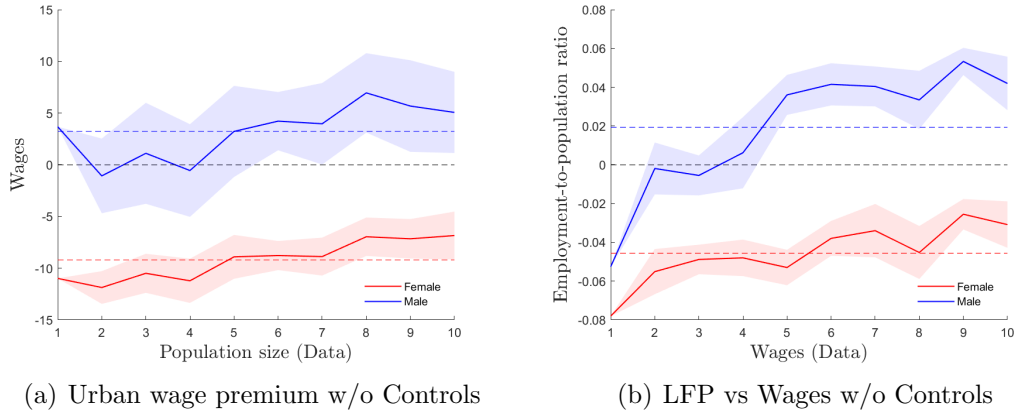 15
10
5
0
-5
-10
-15
Wages
1 2 3 4 5 6 7 8 9 10
Population size (Data)
Female
Male
(a) Urban wage premium w/o Controls
0.08
0.06
0.04
0.02
0
-0.02
-0.04
-0.06
-0.08
Employment-to-population ratio
1 2 3 4 5 6 7 8 9 10
Wages (Data)
Female
Male
(b) LFP vs Wages w/o Controls